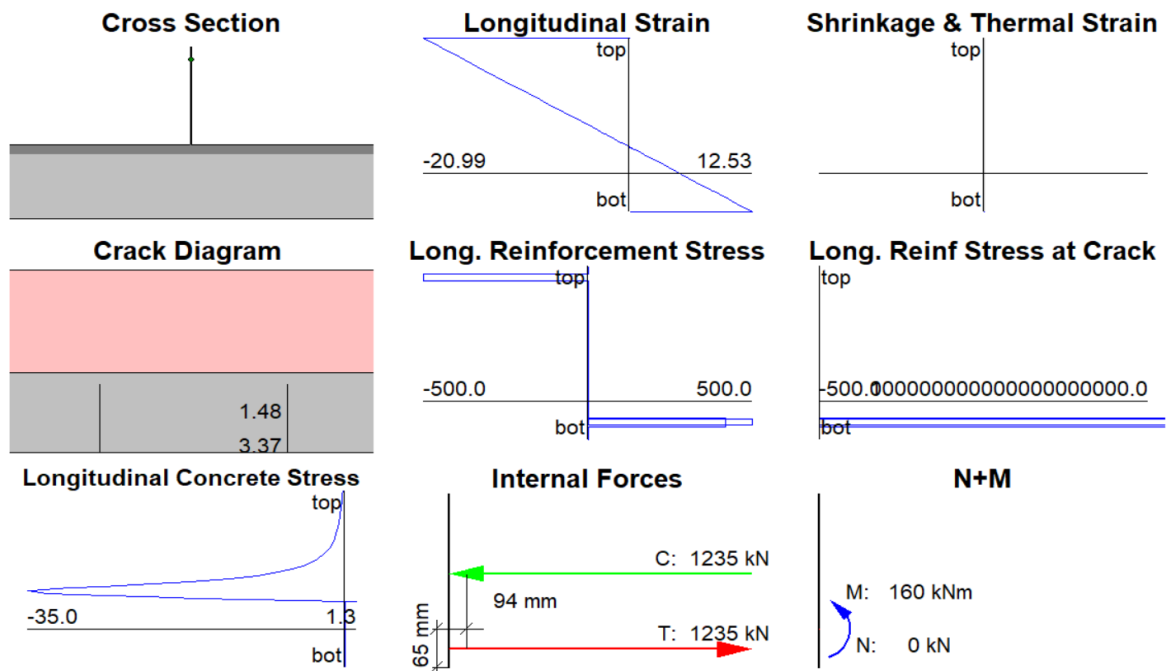 Cross Section
Longitudinal Strain
top
-20.99
12.53
bot
Shrinkage & Thermal Strain
top
bot
Crack Diagram
1.48
3.37
Long. Reinforcement Stress
top
-500.0
500.0
bot
Long. Reinf Stress at Crack
top
bot
Longitudinal Concrete Stress
top
-35.0
1.3
bot
Internal Forces
C: 1235 kN
94 mm
T: 1235 kN
65 mm
N+M
M: 160 kNm
N: 0 kN